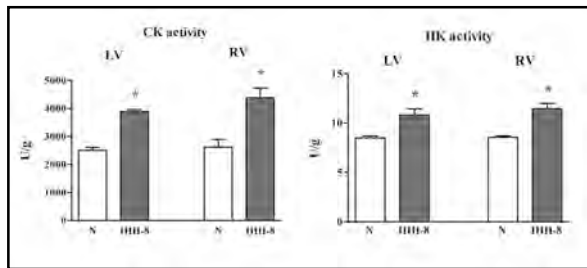 CK activity
LV RV
* *
5000
4000
3000
2000
1000
0
U/g
N IHH-8 N IHH-8
HK activity
LV RV
* *
15
10
5
0
U/g
N IHH-8 N IHH-8